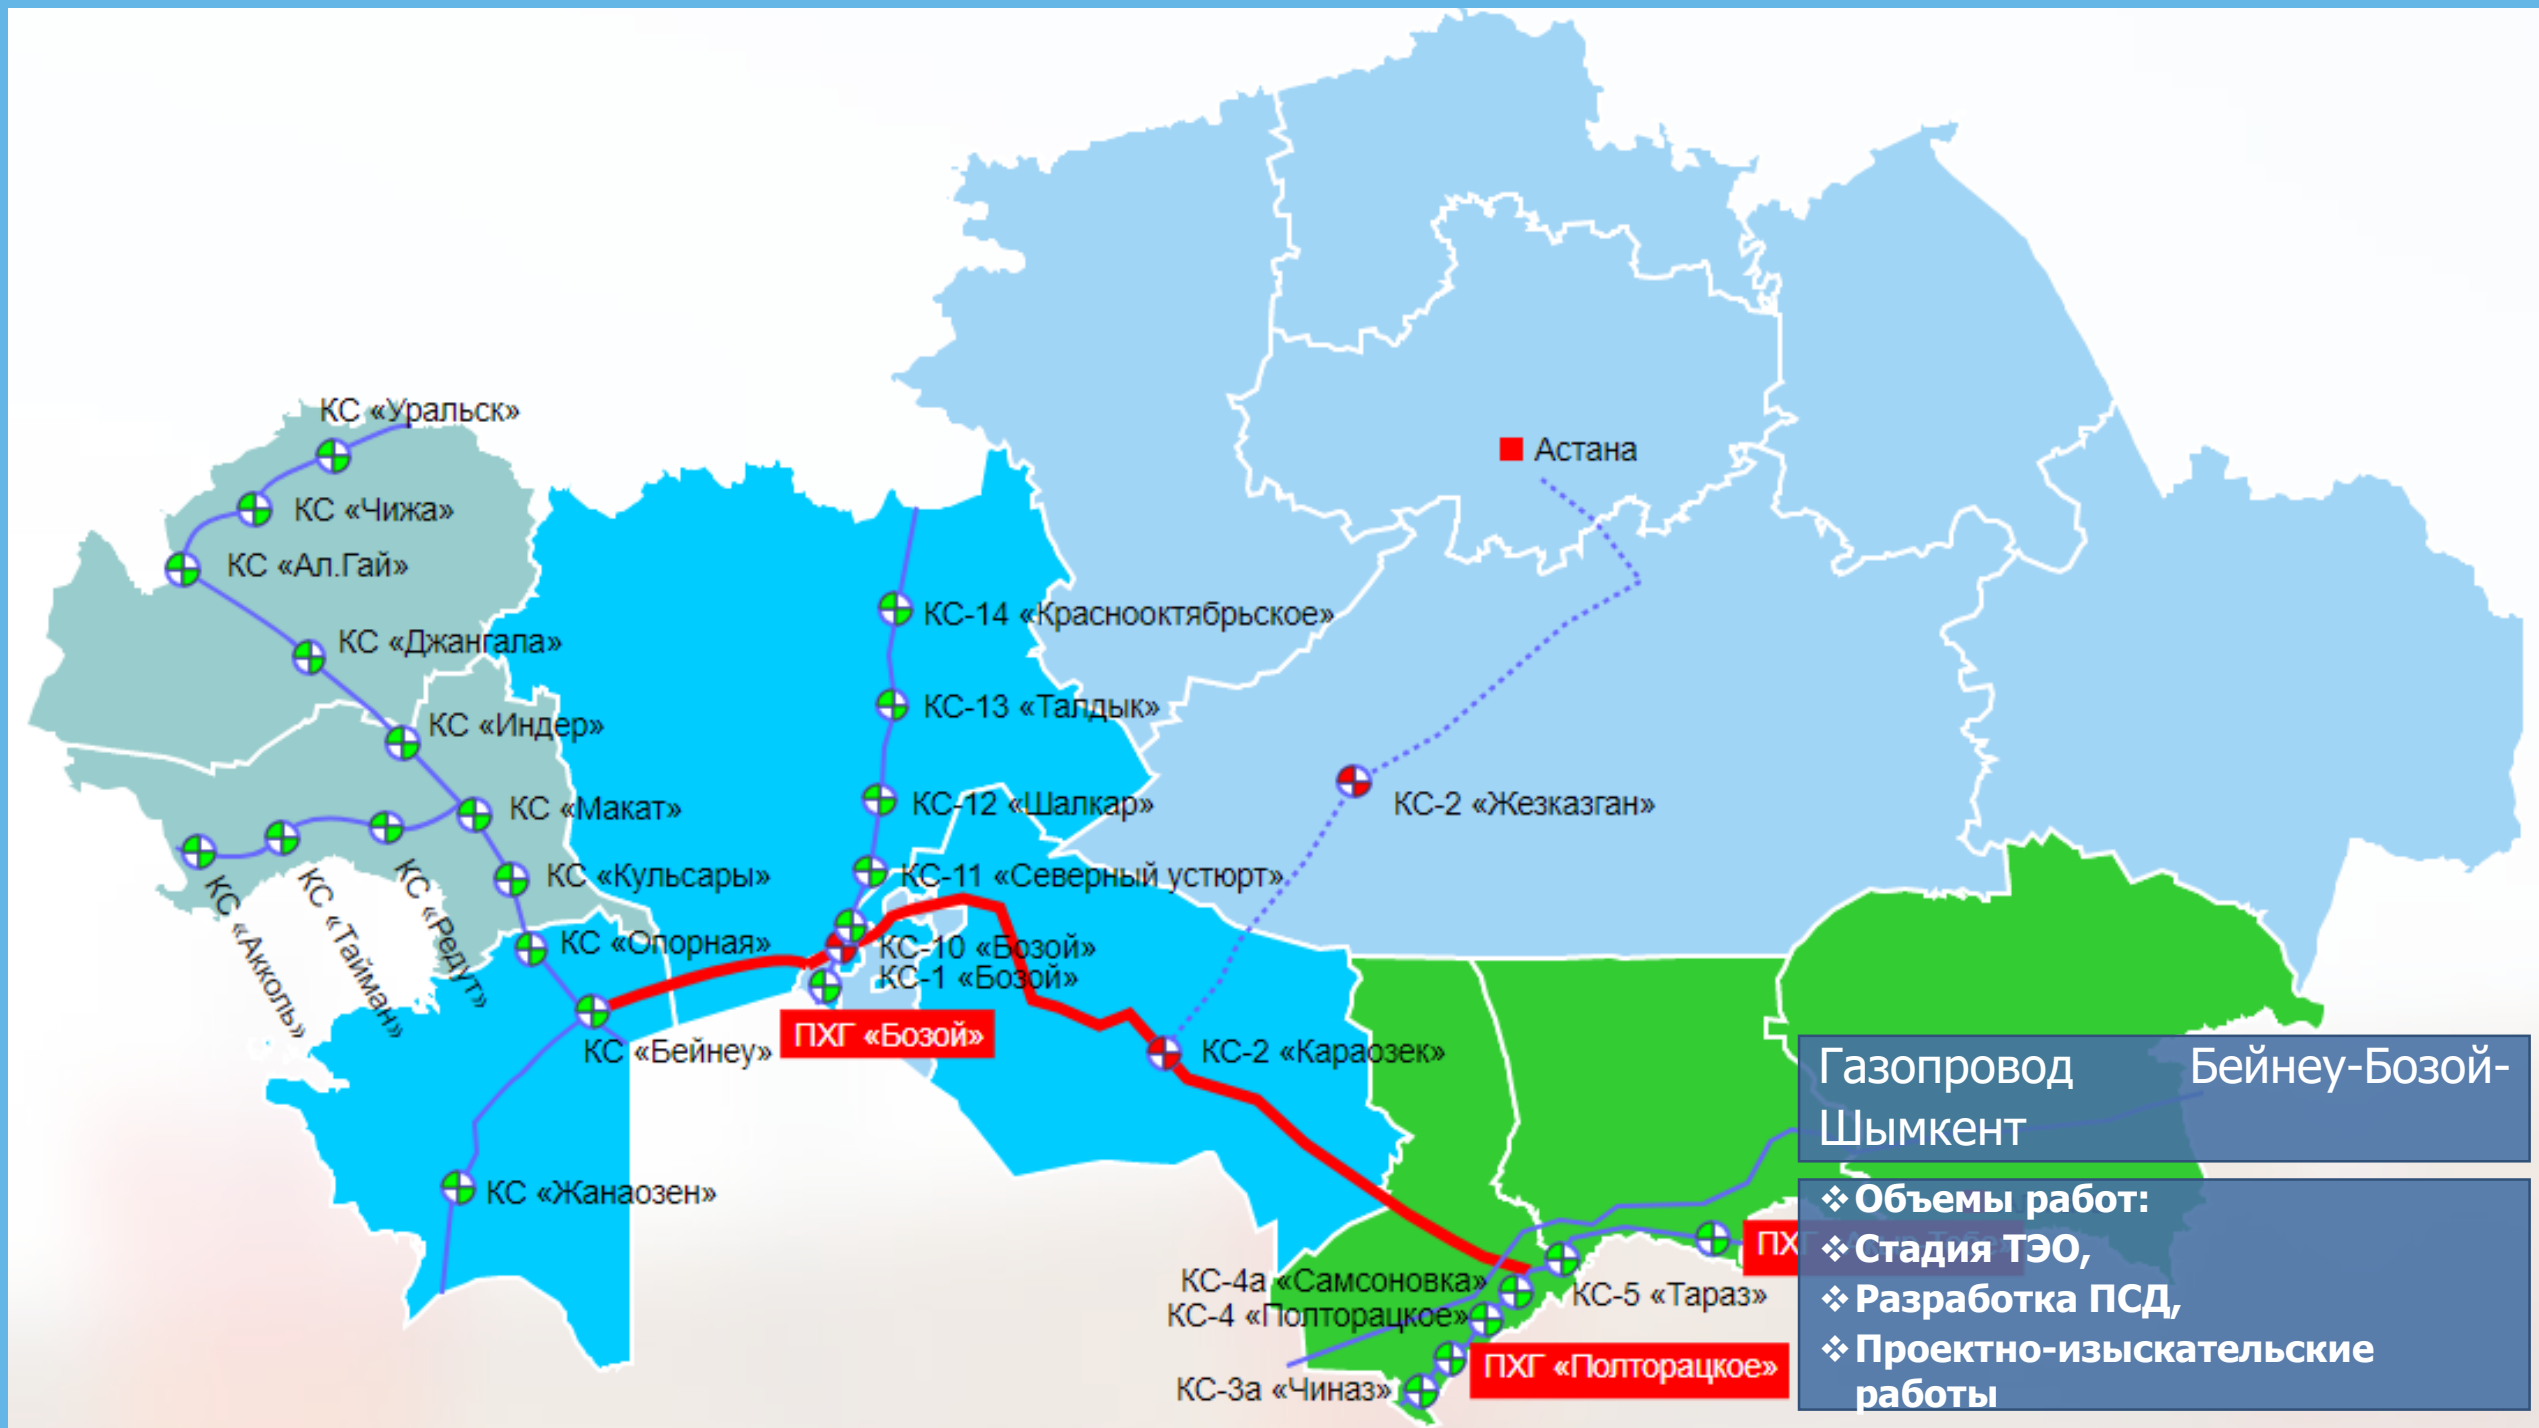 КС «Уральск»
Астана
КС «Чижа»
КС «Ал.Гай»
КС-14 «Краснооктябрьское»
КС «Джангала»
КС-13 «Талдык»
КС «Индер»
КС-2 «Жезказган»
КС-12 «Шалкар»
КС «Макат»
КС-11 «Северный устюрт»
КС «Кульсары»
КС «Акколь»
КС «Тайман»
КС «Редут»
КС «Опорная»
КС-10 «Бозой»
КС-1 «Бозой»
ПХГ «Бозой»
КС «Бейнеу»
КС-2 «Караозек»
КС «Жанаозен»
КС-4а «Самсоновка»
КС-4 «Полторацкое»
КС-5 «Тараз»
ПХГ «Полторацкое»
КС-3а «Чиназ»
ПХ
Газопровод Бейнеу-Бозой-
Шымкент
❖ Объемы работ:
❖ Стадия ТЭО,
❖ Разработка ПСД,
❖ Проектно-изыскательские
работы